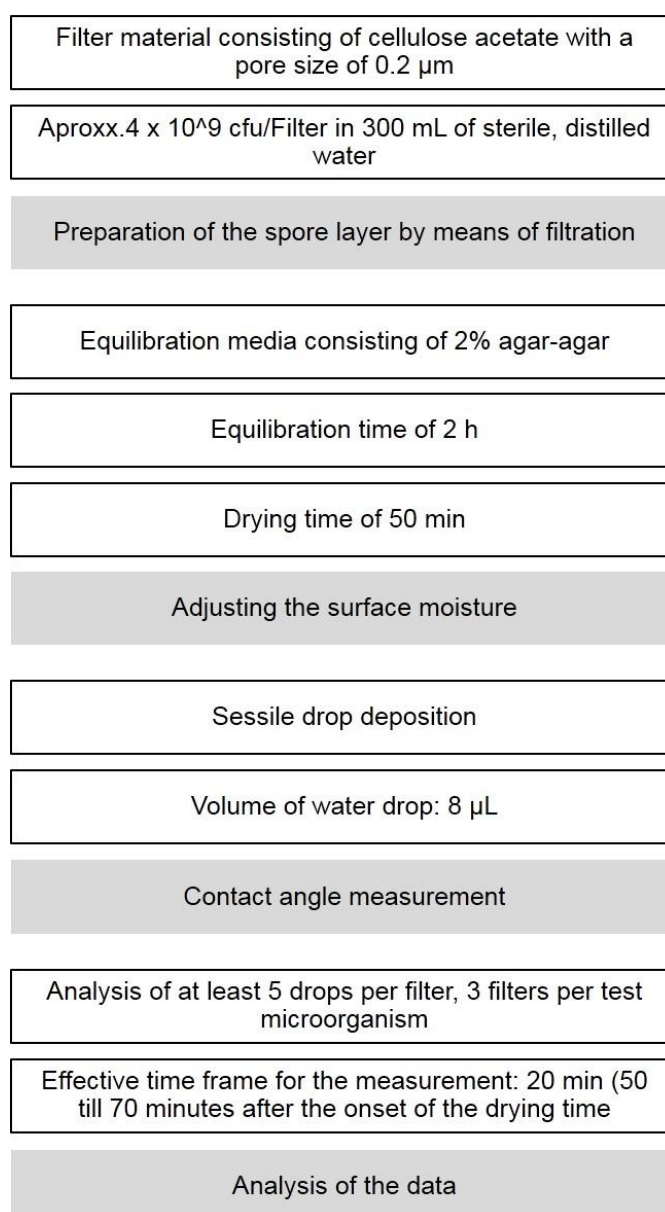 Filter material consisting of cellulose acetate with a
pore size of 0.2 µm
Aproxx.4 x 10^9 cfu/Filter in 300 mL of sterile, distilled
water
Preparation of the spore layer by means of filtration
Equilibration media consisting of 2% agar-agar
Equilibration time of 2 h
Drying time of 50 min
Adjusting the surface moisture
Sessile drop deposition
Volume of water drop: 8 µL
Contact angle measurement
Analysis of at least 5 drops per filter, 3 filters per test
microorganism
Effective time frame for the measurement: 20 min (50
till 70 minutes after the onset of the drying time
Analysis of the data